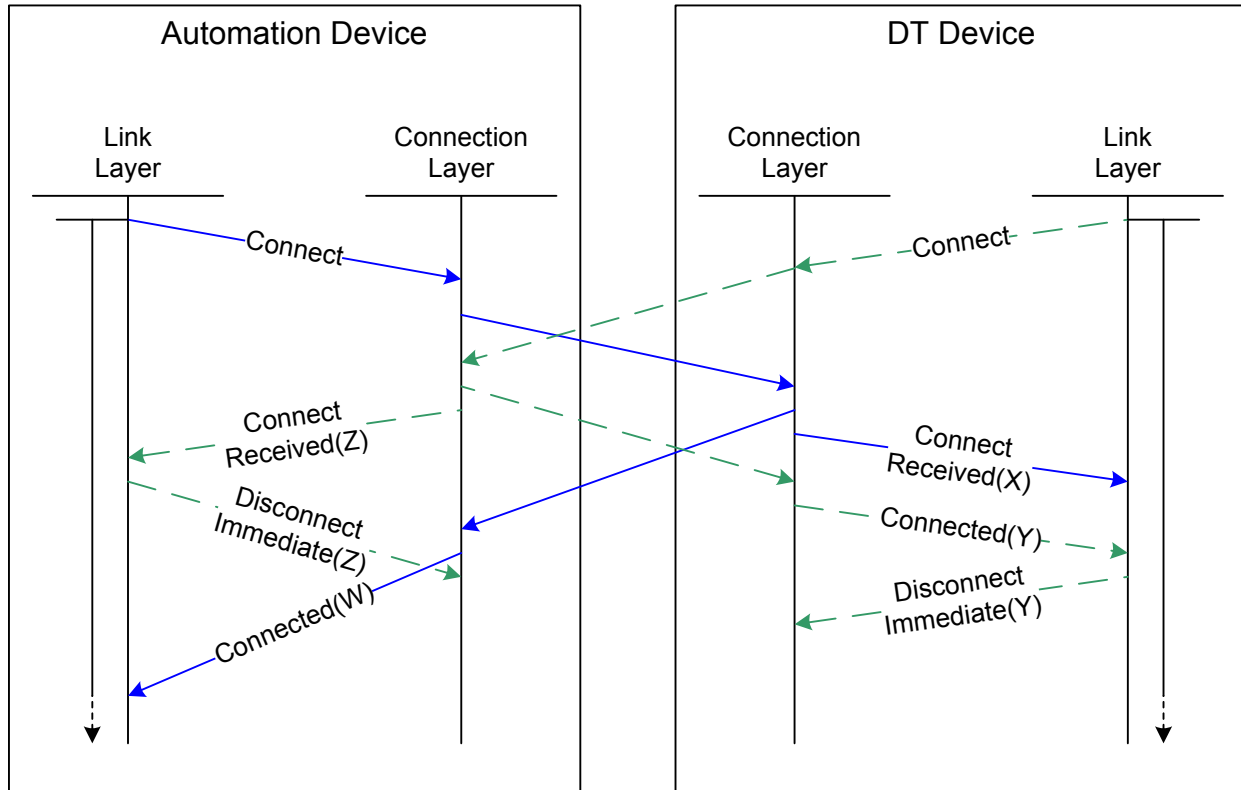 Automation Device
DT Device
Link
Layer
Connection
Layer
Connection
Layer
Link
Layer
Connect
Connect
Connect
Received(Z)
Connect
Received(X)
Disconnect
Immediate(Z)
Connected(Y)
Connected(W)
Disconnect
Immediate(Y)